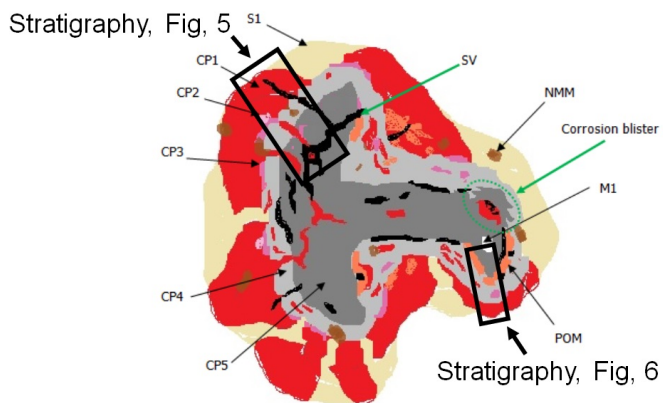 Stratigraphy, Fig, 5
S1
CP1
SV
CP2
NMM
Corrosion blister
CP3
M1
CP4
POM
CP5
Stratigraphy, Fig, 6